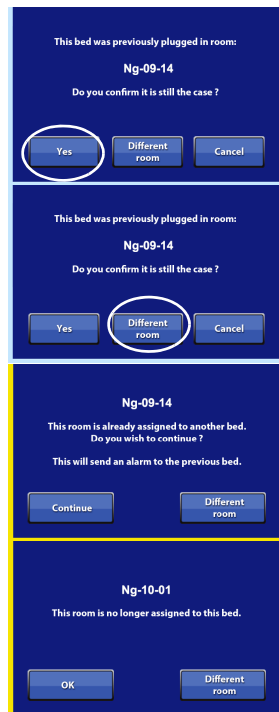 This bed was previously plugged in room:
Ng-09-14
Do you confirm it is still the case ?
Yes
Different
room
Cancel
This bed was previously plugged in room:
Ng-09-14
Do you confirm it is still the case ?
Yes
Different
room
Cancel
Ng-09-14
This room is already assigned to another bed.
Do you wish to continue ?
This will send an alarm to the previous bed.
Continue
Different
room
Ng-10-01
This room is no longer assigned to this bed.
OK
Different
room